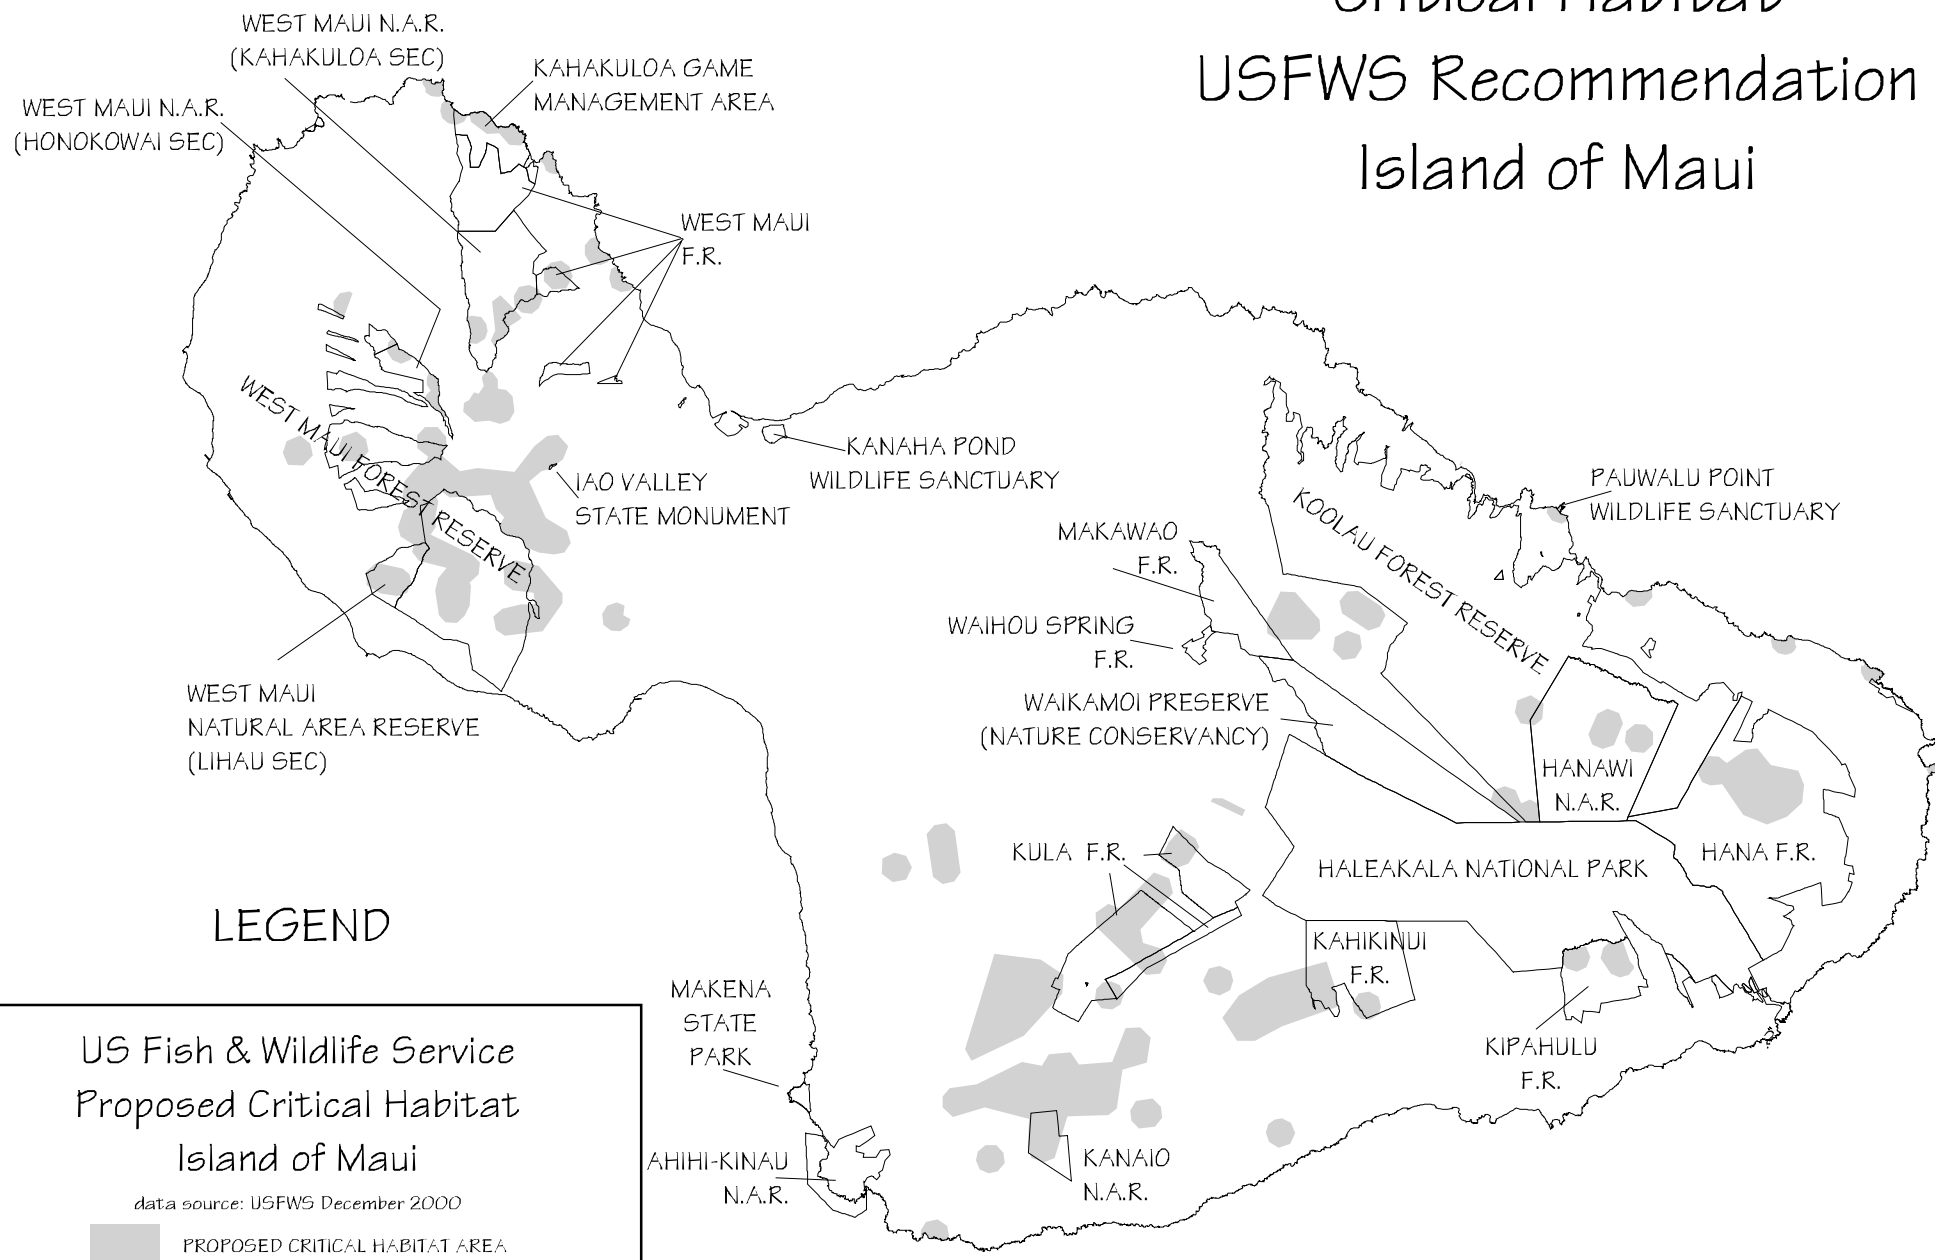 Critical Habitat
USFWS Recommendation
Island of Maui
WEST MAUI N.A.R.
(KAHAKULOA SEC)
KAHAKULOA GAME
MANAGEMENT AREA
WEST MAUI N.A.R.
(HONOKOWAI SEC)
WEST MAUI
F.R.
WEST MAUI FOREST RESERVE
KANAHA POND
WILDLIFE SANCTUARY
IAO VALLEY
STATE MONUMENT
PAUWALU POINT
WILDLIFE SANCTUARY
KOOLAU FOREST RESERVE
MAKAWAO
F.R.
WAIHOU SPRING
F.R.
WAIKAMOI PRESERVE
(NATURE CONSERVANCY)
WEST MAUI
NATURAL AREA RESERVE
(LIHAU SEC)
HANAWI
N.A.R.
KULA F.R.
HALEAKALA NATIONAL PARK
HANA F.R.
KAHIKINUI
F.R.
KIPAHULU
F.R.
MAKENA
STATE
PARK
AHIHI-KINAU
N.A.R.
KANAIO
N.A.R.
LEGEND
US Fish & Wildlife Service
Proposed Critical Habitat
Island of Maui
data source: USFWS December 2000
PROPOSED CRITICAL HABITAT AREA